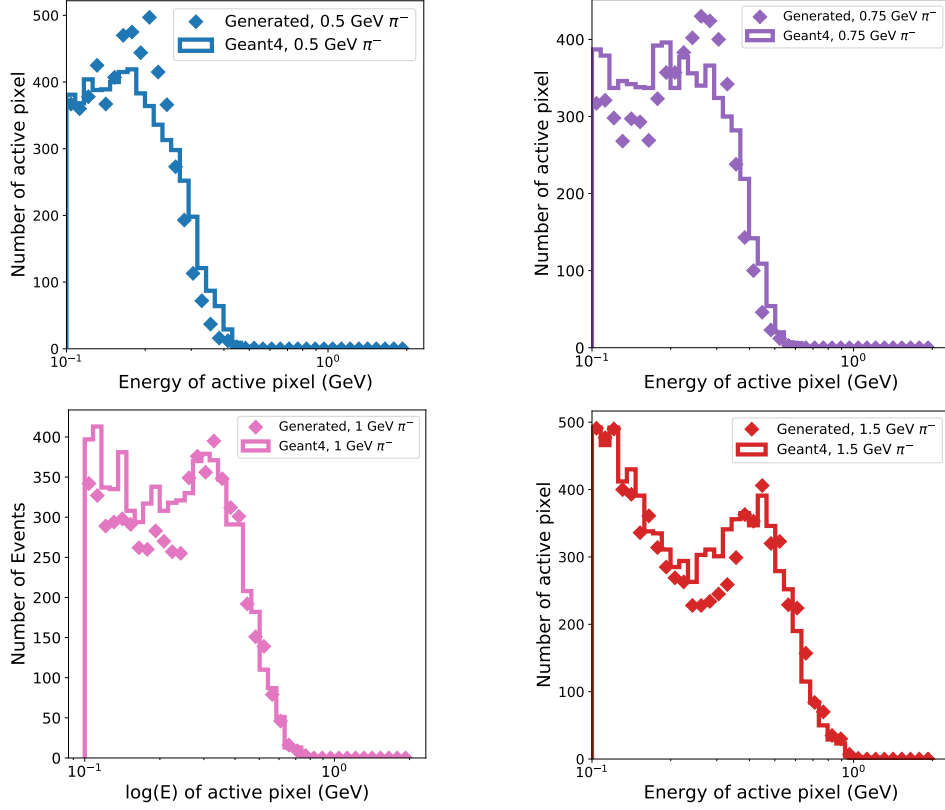 500
400
300
200
100
0
Number of active pixel
Generated, 0.5 GeV π⁻
Geant4, 0.5 GeV π⁻
10⁻¹
10⁰
Energy of active pixel (GeV)
400
300
200
100
0
Number of active pixel
Generated, 0.75 GeV π⁻
Geant4, 0.75 GeV π⁻
10⁻¹
10⁰
Energy of active pixel (GeV)
400
350
300
250
200
150
100
50
0
Number of Events
Generated, 1 GeV π⁻
Geant4, 1 GeV π⁻
10⁻¹
10⁰
log(E) of active pixel (GeV)
500
400
300
200
100
0
Number of active pixel
Generated, 1.5 GeV π⁻
Geant4, 1.5 GeV π⁻
10⁻¹
10⁰
Energy of active pixel (GeV)